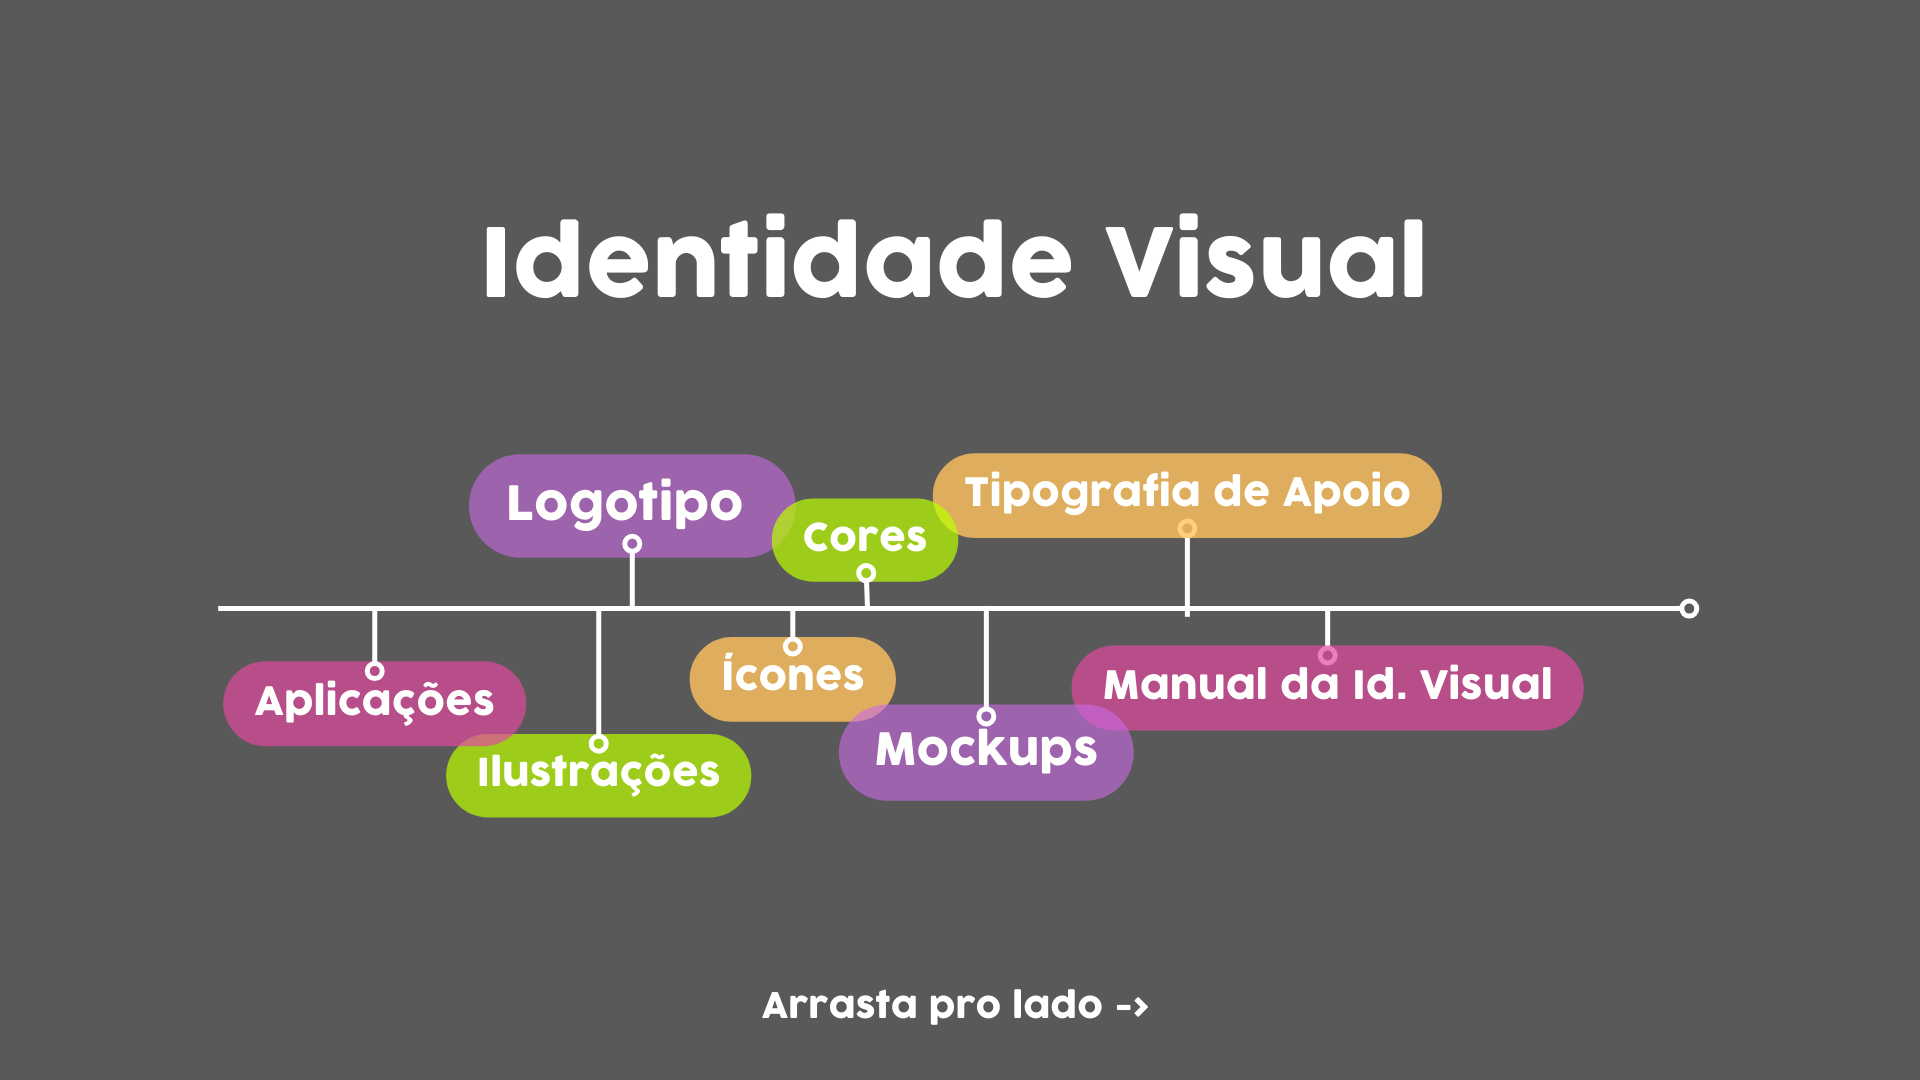 Identidade Visual
Logotipo
Cores
Tipografia de Apoio
Aplicações
Ilustrações
Ícones
Mockups
Manual da Id. Visual
Arrasta pro lado ->